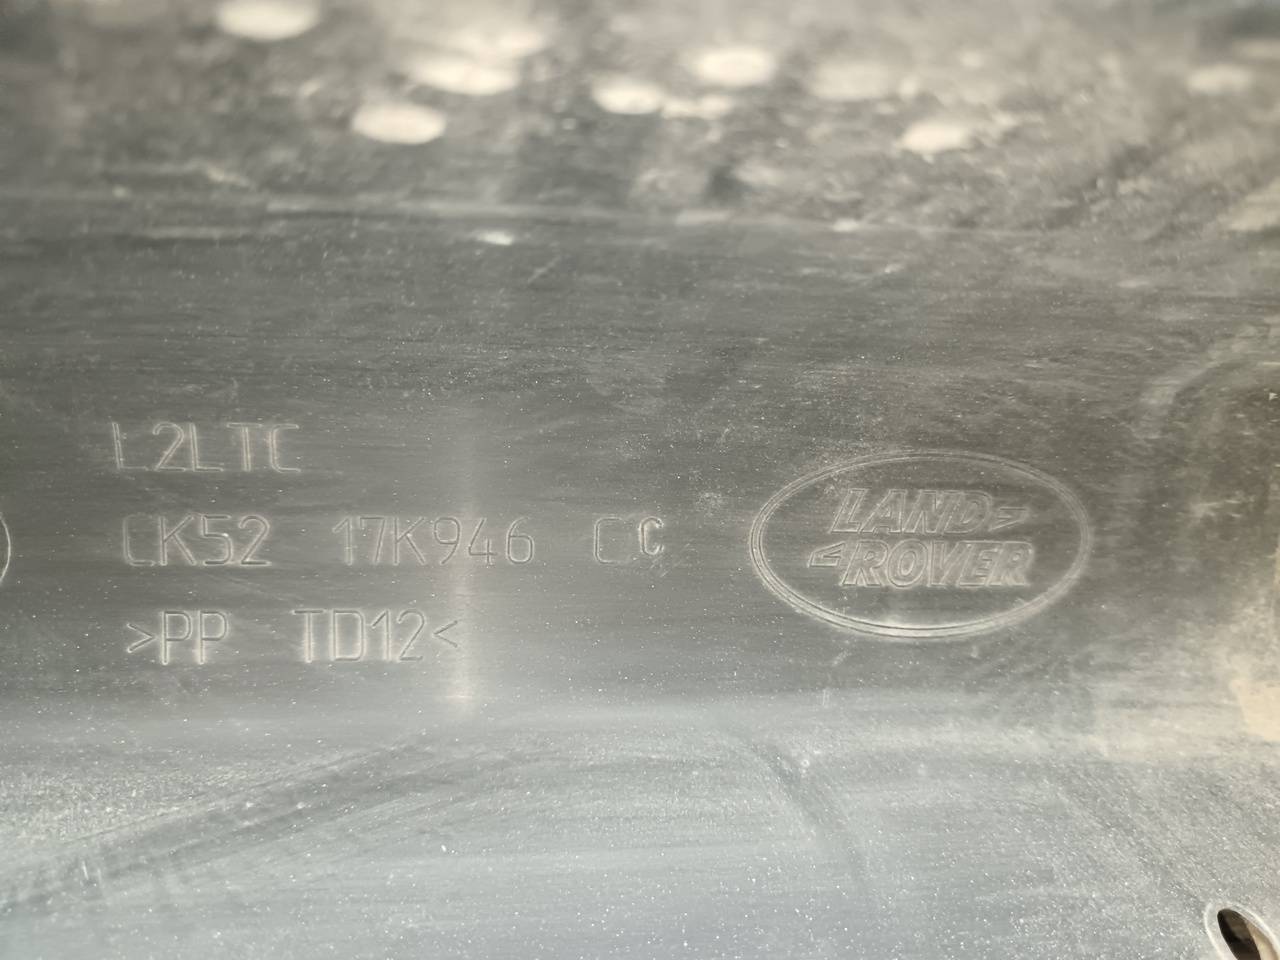 L2LTC
CK52 17K946 CC
>PP TD12<
LAND
ROVER